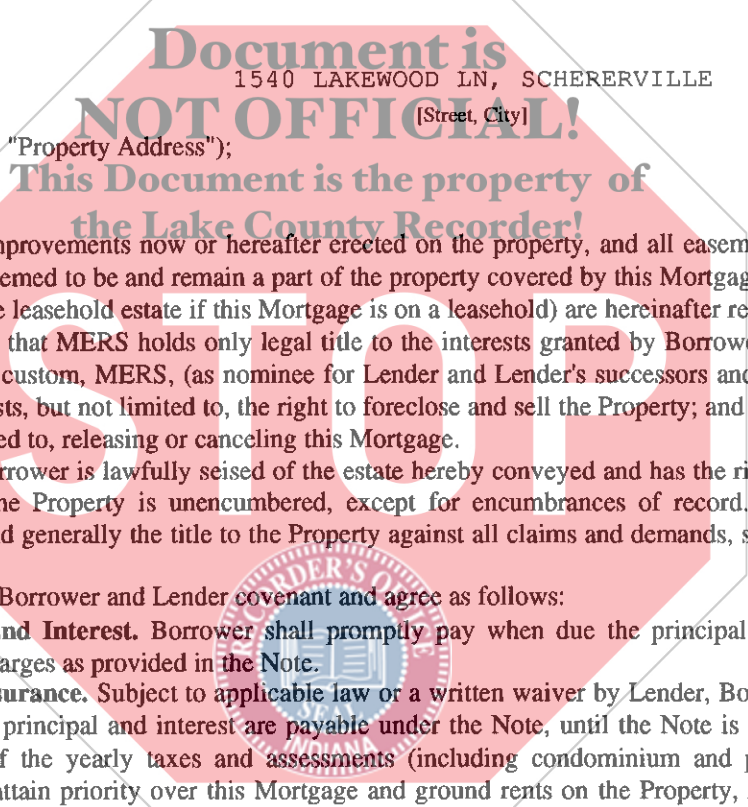 Document is
1540 LAKEWOOD LN, SCHERERVILLE
NOT OFFICIAL!
[Street, City]
"Property Address");
This Document is the property of
the Lake County Recorder!
mprovements now or hereafter erected on the property, and all easem
emed to be and remain a part of the property covered by this Mortgag
e leasehold estate if this Mortgage is on a leasehold) are hereinafter re
that MERS holds only legal title to the interests granted by Borrowe
custom, MERS, (as nominee for Lender and Lender's successors and
sts, but not limited to, the right to foreclose and sell the Property; and
ed to, releasing or canceling this Mortgage.
STOP
rrower is lawfully seised of the estate hereby conveyed and has the ri
ne Property is unencumbered, except for encumbrances of record.
d generally the title to the Property against all claims and demands, s
Borrower and Lender covenant and agree as follows:
nd Interest. Borrower shall promptly pay when due the principal
arges as provided in the Note.
surance. Subject to applicable law or a written waiver by Lender, Bo
principal and interest are payable under the Note, until the Note is
f the yearly taxes and assessments (including condominium and p
ttain priority over this Mortgage and ground rents on the Property,
RECORDER'S OFFICE
SEAL
INDIANA